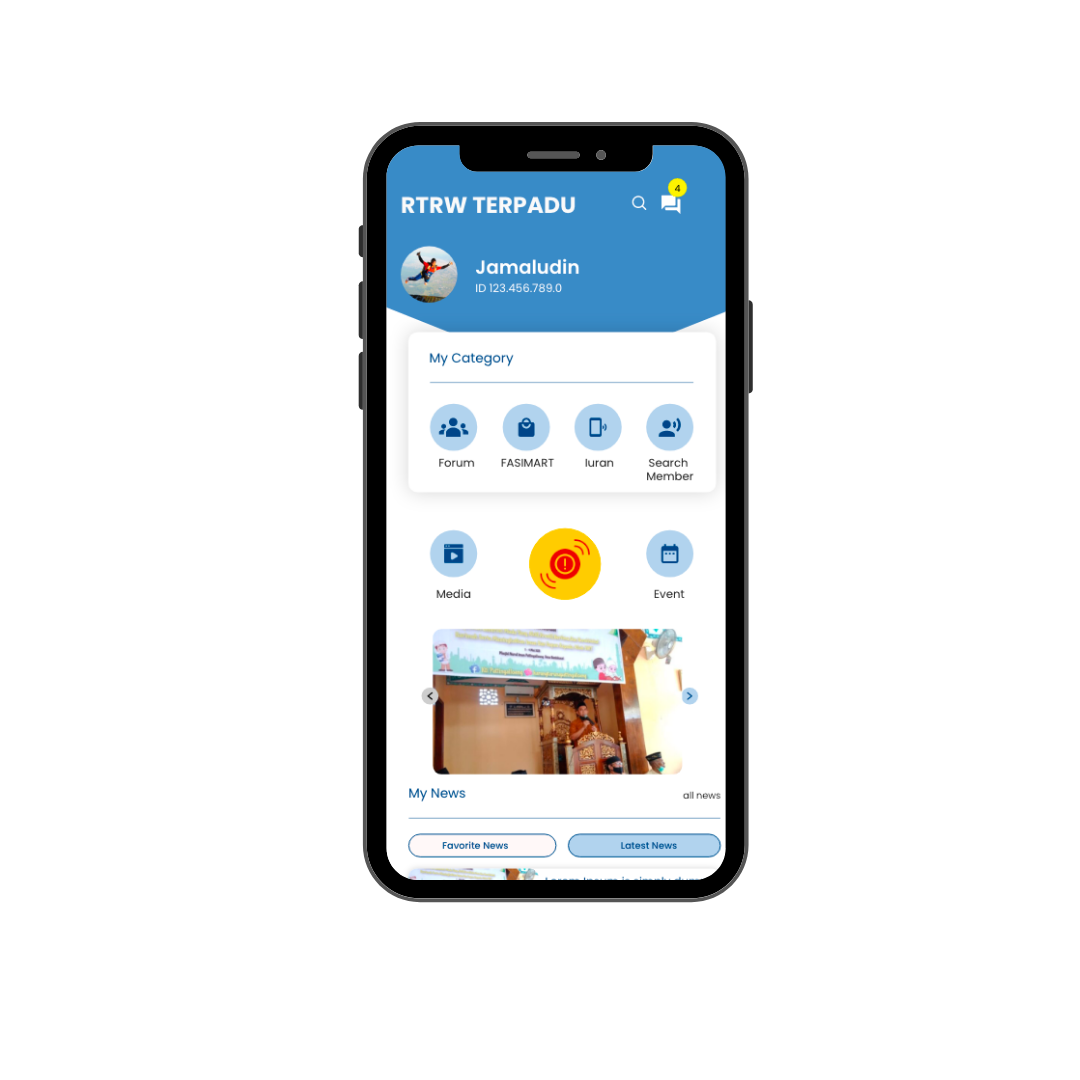 4
RTRW TERPADU
Jamaludin
ID 123.456.789.0
My Category
Forum
FASIMART
Iuran
Search
Member
Media
Event
My News
all news
Favorite News
Latest News